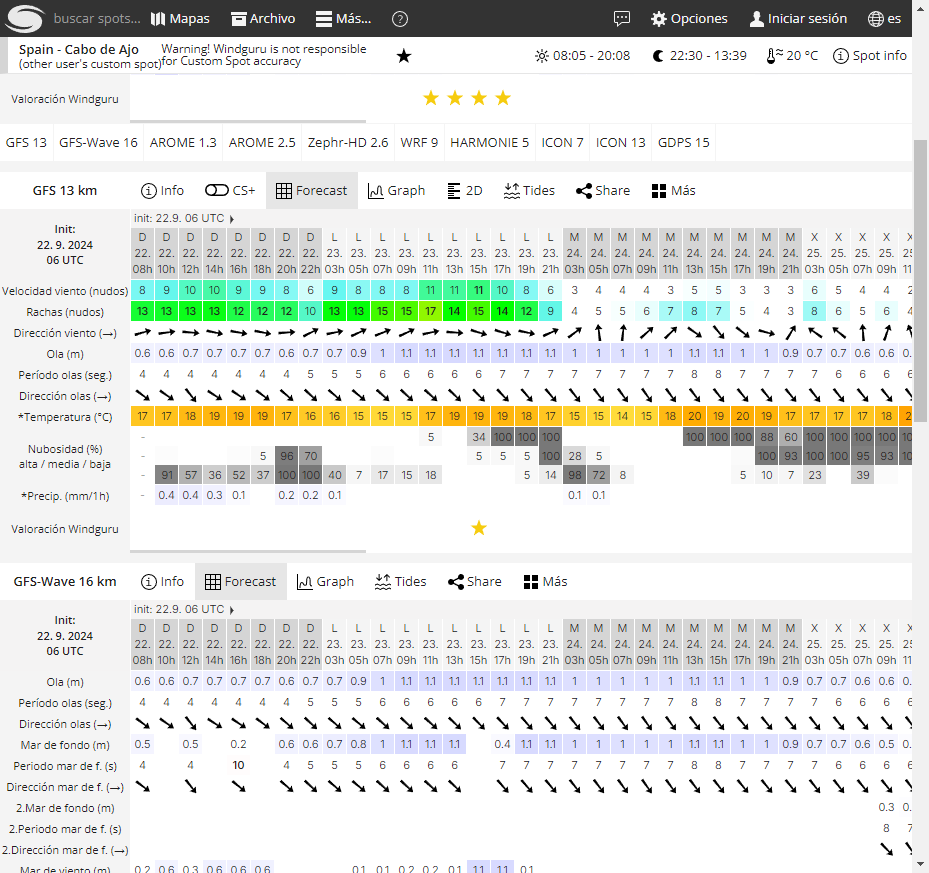 buscar spots... Mapas Archivo Más... ? Opciones Iniciar sesión es
Spain - Cabo de Ajo
(other user's custom spot)
Warning! Windguru is not responsible
for Custom Spot accuracy
08:05 - 20:08 22:30 - 13:39 20 °C Spot info
Valoración Windguru
GFS 13 GFS-Wave 16 AROME 1.3 AROME 2.5 Zephr-HD 2.6 WRF 9 HARMONIE 5 ICON 7 ICON 13 GDPS 15
GFS 13 km Info CS+ Forecast Graph 2D Tides Share Más
init: 22.9. 06 UTC
Init:
22. 9. 2024
06 UTC
D D D D D D D D L L L L L L L L L L M M M M M M M M M M X X X X X
22. 22. 22. 22. 22. 22. 22. 22. 23. 23. 23. 23. 23. 23. 23. 23. 23. 23. 24. 24. 24. 24. 24. 24. 24. 24. 24. 24. 25. 25. 25. 25. 25.
08h 10h 12h 14h 16h 18h 20h 22h 03h 05h 07h 09h 11h 13h 15h 17h 19h 21h 03h 05h 07h 09h 11h 13h 15h 17h 19h 21h 03h 05h 07h 09h 11
Velocidad viento (nudos) 8 9 10 10 9 9 8 6 9 8 8 8 11 11 11 10 8 6 3 4 4 4 3 5 5 3 3 3 6 5 4 4 2
Rachas (nudos) 13 13 13 13 12 12 12 10 13 13 15 15 17 14 15 14 12 9 4 5 5 6 7 8 7 5 4 3 8 6 5 6 4
Dirección viento (→)
Ola (m) 0.6 0.6 0.7 0.7 0.7 0.7 0.6 0.7 0.7 0.9 1 1.1 1.1 1.1 1.1 1.1 1.1 1.1 1 1 1 1 1 1.1 1.1 1 1 0.9 0.7 0.7 0.6 0.6 0.
Período olas (seg.) 4 4 4 4 4 4 4 5 5 5 6 6 6 6 6 7 7 7 7 7 7 7 7 8 8 7 7 7 7 6 6 6 6
Dirección olas (→)
*Temperatura (°C) 17 17 18 19 19 19 17 16 16 15 15 15 17 19 19 19 18 17 15 15 14 15 18 20 19 20 19 17 17 17 17 18 2
Nubosidad (%)
alta / media / baja
- 5 34 100 100 100 100 100 100 88 60 100 100 100 100 10
- 5 96 70 5 5 5 100 28 5 100 93 100 100 95 93 10
- 91 57 36 52 37 100 100 40 7 17 15 18 5 14 98 72 8 5 10 7 23 39
*Precip. (mm/1h) - 0.4 0.4 0.3 0.1 0.2 0.2 0.1 0.1 0.1
Valoración Windguru
GFS-Wave 16 km Info Forecast Graph Tides Share Más
init: 22.9. 06 UTC
Init:
22. 9. 2024
06 UTC
D D D D D D D D L L L L L L L L L L M M M M M M M M M M X X X X X
22. 22. 22. 22. 22. 22. 22. 22. 23. 23. 23. 23. 23. 23. 23. 23. 23. 23. 24. 24. 24. 24. 24. 24. 24. 24. 24. 24. 25. 25. 25. 25. 25.
08h 10h 12h 14h 16h 18h 20h 22h 03h 05h 07h 09h 11h 13h 15h 17h 19h 21h 03h 05h 07h 09h 11h 13h 15h 17h 19h 21h 03h 05h 07h 09h 11
Ola (m) 0.6 0.6 0.7 0.7 0.7 0.7 0.6 0.7 0.7 0.9 1 1.1 1.1 1.1 1.1 1.1 1.1 1.1 1 1 1 1 1 1.1 1.1 1 1 0.9 0.7 0.7 0.6 0.6 0.
Período olas (seg.) 4 4 4 4 4 4 4 5 5 5 6 6 6 6 6 7 7 7 7 7 7 7 7 8 8 7 7 7 7 6 6 6 6
Dirección olas (→)
Mar de fondo (m) 0.5 0.5 0.2 0.6 0.6 0.7 0.8 1 1.1 1.1 1.1 0.4 1.1 1.1 1 1 1 1 1 1.1 1.1 1 1 0.9 0.7 0.7 0.6 0.5 0.
Periodo mar de f. (s) 4 4 10 4 5 5 5 6 6 6 6 7 7 7 7 7 7 7 7 8 8 7 7 7 7 6 6 6 6
Dirección mar de f. (→)
2.Mar de fondo (m) 0.3 0.
2.Periodo mar de f. (s) 8 7
2.Dirección mar de f. (→)
Mar de viento (m) 0.2 0.6 0.3 0.6 0.6 0.6 0.1 0.1 0.2 0.2 0.1 1.1 1.1 0.1